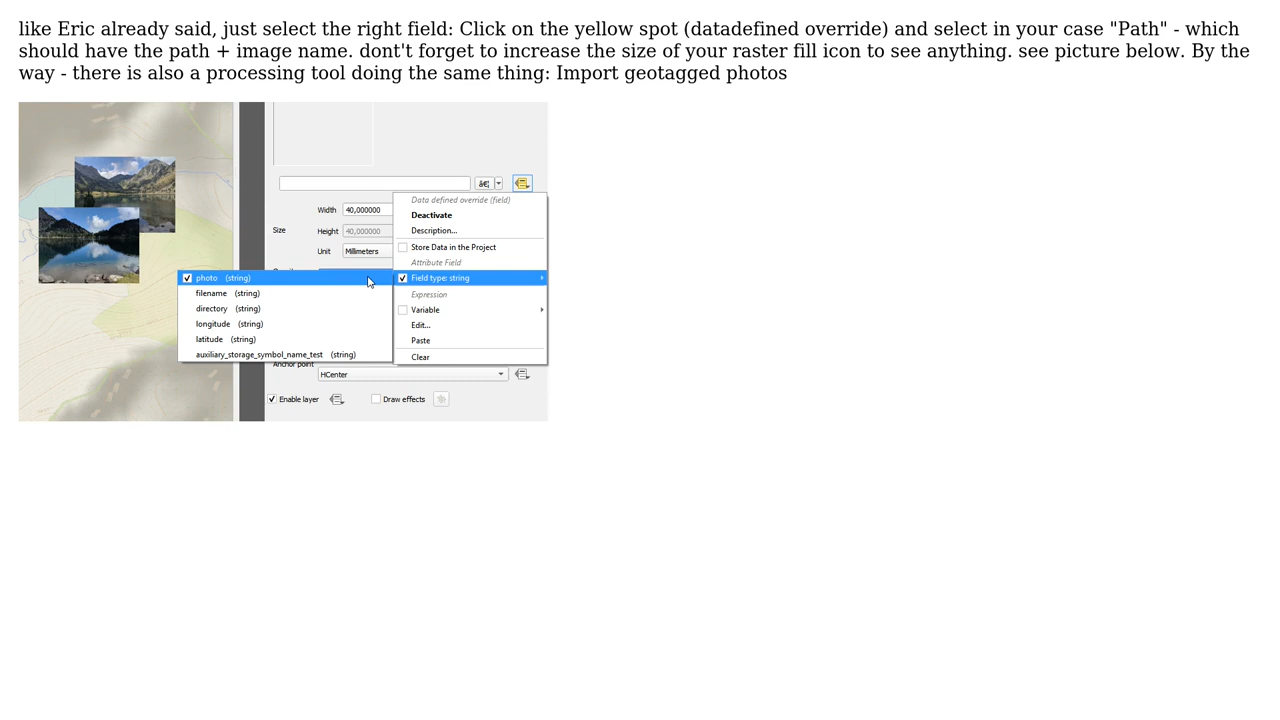 like Eric already said, just select the right field: Click on the yellow spot (datadefined override) and select in your case "Path" - which
should have the path + image name. dont't forget to increase the size of your raster fill icon to see anything. see picture below. By the
way - there is also a processing tool doing the same thing: Import geotagged photos
â€¦
Data defined override (field)
Width 40,000000
Deactivate
Size
Height 40,000000
Description...
Unit Millimeters
Store Data in the Project
Attribute Field
photo (string)
Field type: string
filename (string)
Expression
directory (string)
Variable
longitude (string)
Edit...
latitude (string)
Paste
auxiliary_storage_symbol_name_test (string)
Clear
Anchor point
HCenter
Enable layer
Draw effects